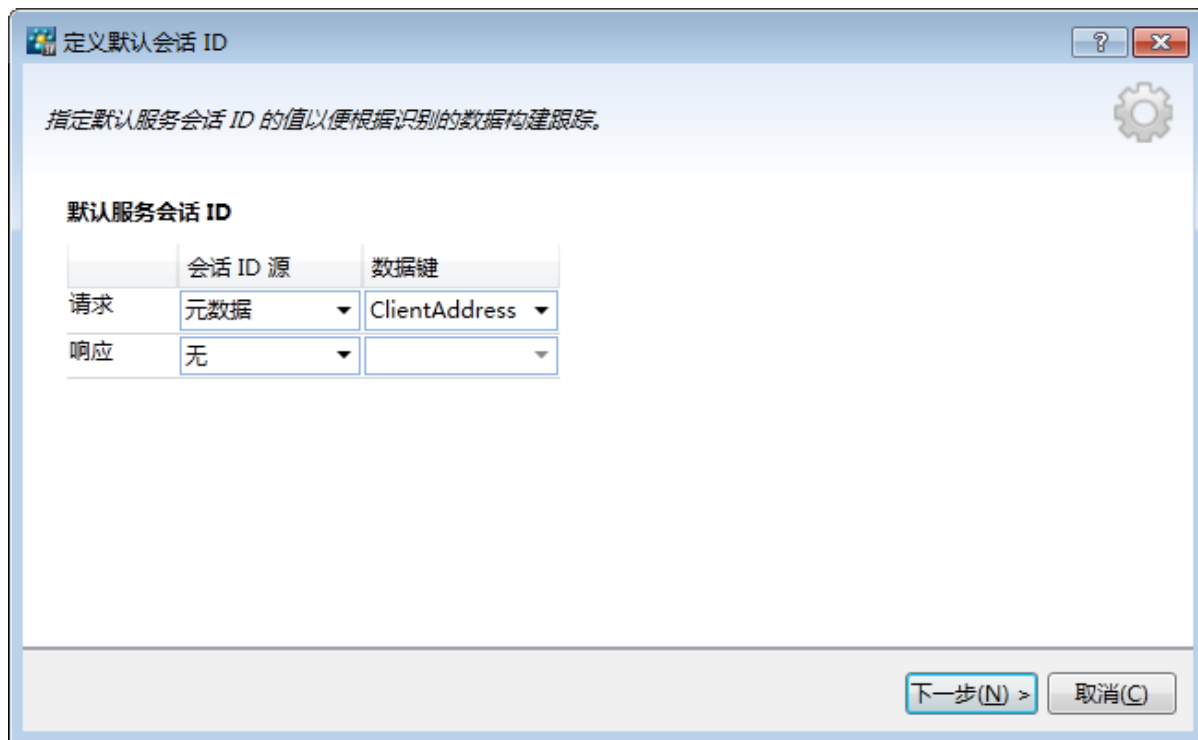 定义默认会话 ID
指定默认服务会话 ID 的值以便根据识别的数据构建跟踪。
默认服务会话 ID
会话 ID 源 数据键
请求 元数据 ClientAddress
响应 无
下一步(N) > 取消(C)